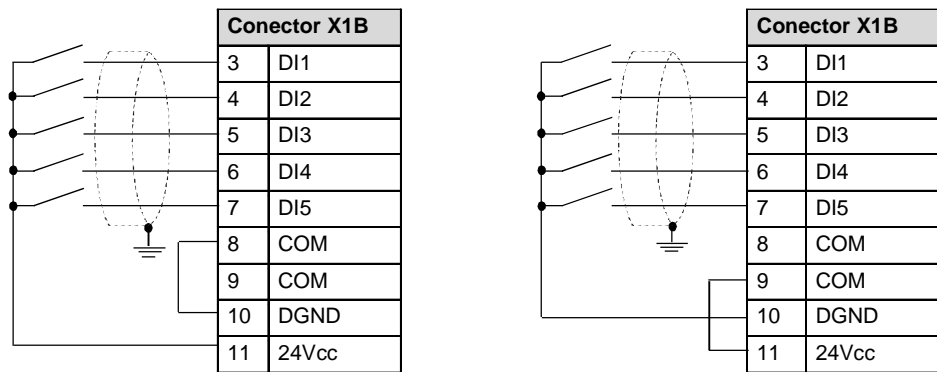 Conector X1B
3 DI1
4 DI2
5 DI3
6 DI4
7 DI5
8 COM
9 COM
10 DGND
11 24Vcc
Conector X1B
3 DI1
4 DI2
5 DI3
6 DI4
7 DI5
8 COM
9 COM
10 DGND
11 24Vcc